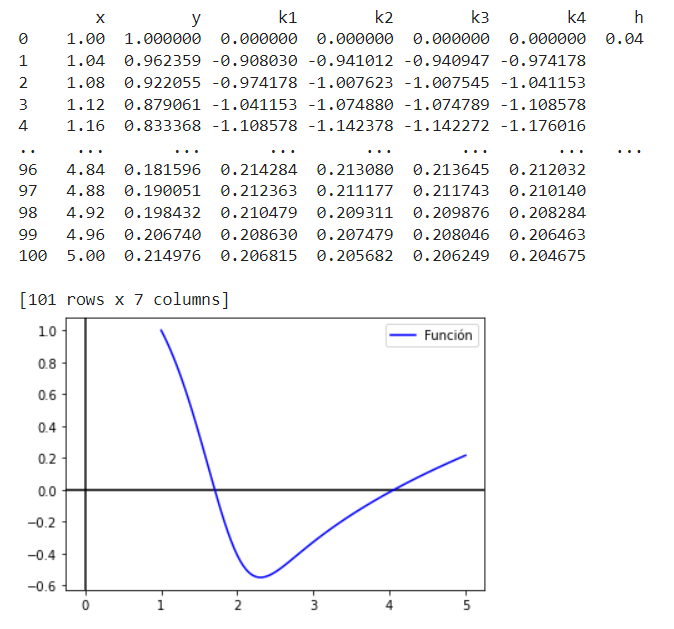 x y k1 k2 k3 k4 h
0 1.00 1.000000 0.000000 0.000000 0.000000 0.000000 0.04
1 1.04 0.962359 -0.908030 -0.941012 -0.940947 -0.974178
2 1.08 0.922055 -0.974178 -1.007623 -1.007545 -1.041153
3 1.12 0.879061 -1.041153 -1.074880 -1.074789 -1.108578
4 1.16 0.833368 -1.108578 -1.142378 -1.142272 -1.176016
.. ... ... ... ... ... ... ...
96 4.84 0.181596 0.214284 0.213080 0.213645 0.212032
97 4.88 0.190051 0.212363 0.211177 0.211743 0.210140
98 4.92 0.198432 0.210479 0.209311 0.209876 0.208284
99 4.96 0.206740 0.208630 0.207479 0.208046 0.206463
100 5.00 0.214976 0.206815 0.205682 0.206249 0.204675
[101 rows x 7 columns]
Función
1.0
0.8
0.6
0.4
0.2
0.0
−0.2
−0.4
−0.6
0 1 2 3 4 5